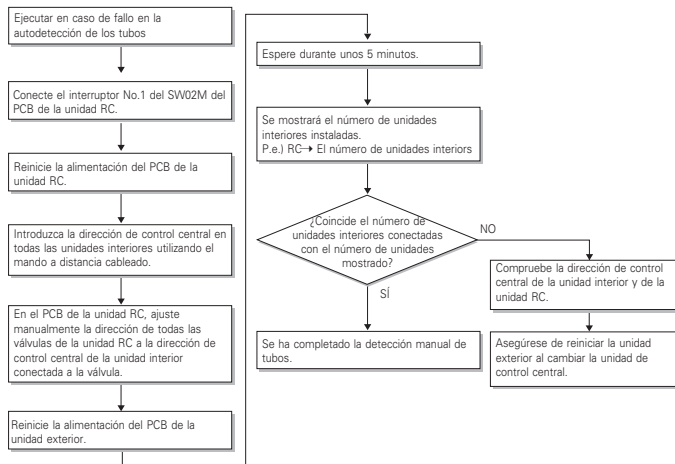 Ejecutar en caso de fallo en la
autodetección de los tubos
Conecte el interruptor No.1 del SW02M del
PCB de la unidad RC.
Reinicie la alimentación del PCB de la
unidad RC.
Introduzca la dirección de control central en
todas las unidades interiores utilizando el
mando a distancia cableado.
En el PCB de la unidad RC, ajuste
manualmente la dirección de todas las
válvulas de la unidad RC a la dirección de
control central de la unidad interior
conectada a la válvula.
Reinicie la alimentación del PCB de la
unidad exterior.
Espere durante unos 5 minutos.
Se mostrará el número de unidades
interiores instaladas.
P.e.) RC→ El número de unidades interiors
¿Coincide el número de
unidades interiores conectadas
con el número de unidades
mostrado?
NO
SÍ
Se ha completado la detección manual de
tubos.
Compruebe la dirección de control
central de la unidad interior y de la
unidad RC.
Asegúrese de reiniciar la unidad
exterior al cambiar la unidad de
control central.